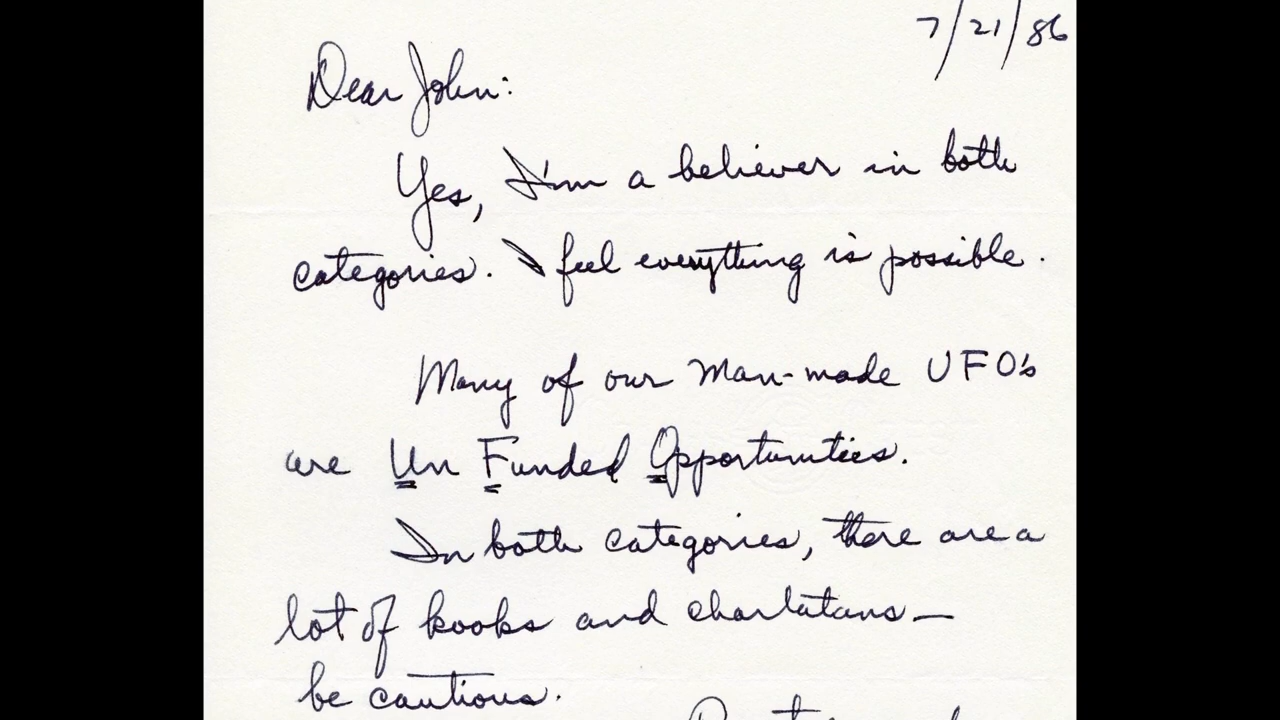 7/21/86
Dear John:
Yes, I'm a believer in both
categories. I feel everything is possible.
Many of our Man-made UFO's
are Un Funded Opportunities.
In both categories, there are a
lot of kooks and charlatans—
be cautious.